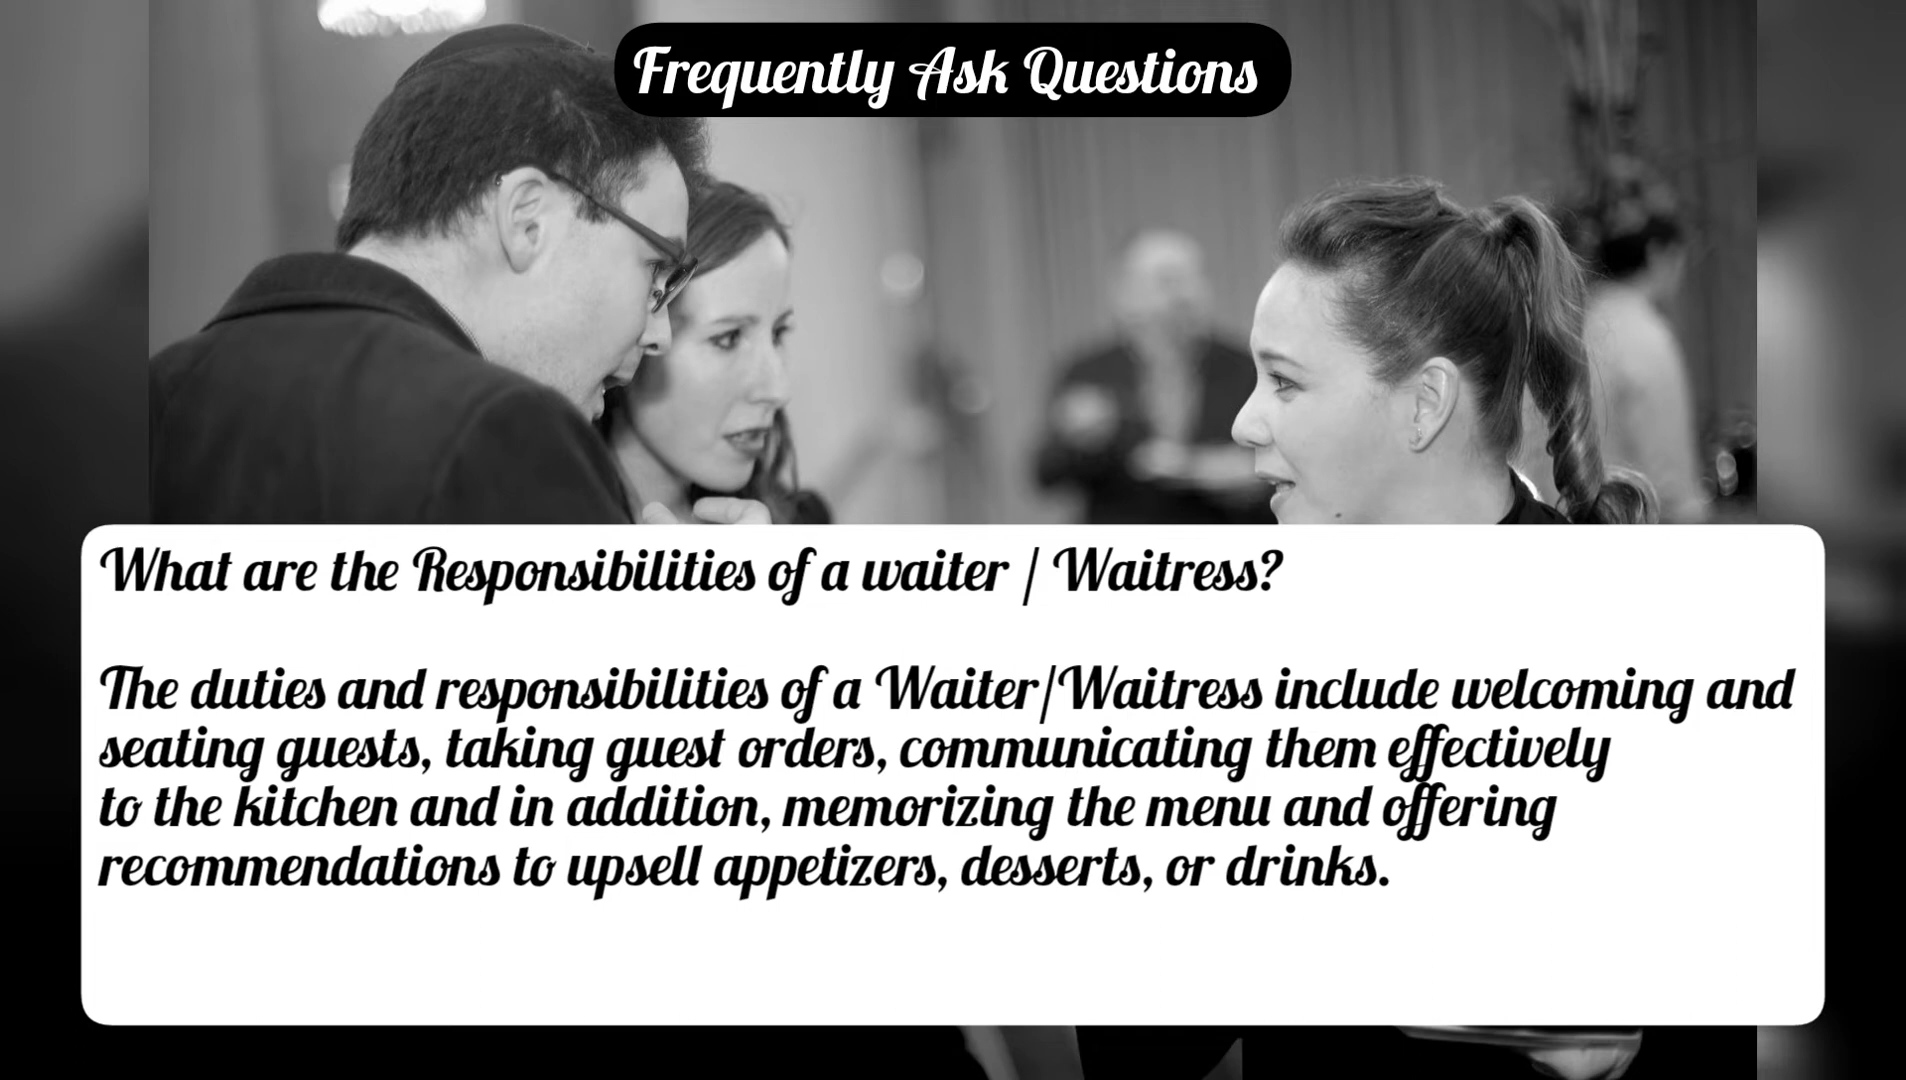 Frequently Ask Questions
What are the Responsibilities of a waiter / Waitress?
The duties and responsibilities of a Waiter/Waitress include welcoming and
seating guests, taking guest orders, communicating them effectively
to the kitchen and in addition, memorizing the menu and offering
recommendations to upsell appetizers, desserts, or drinks.